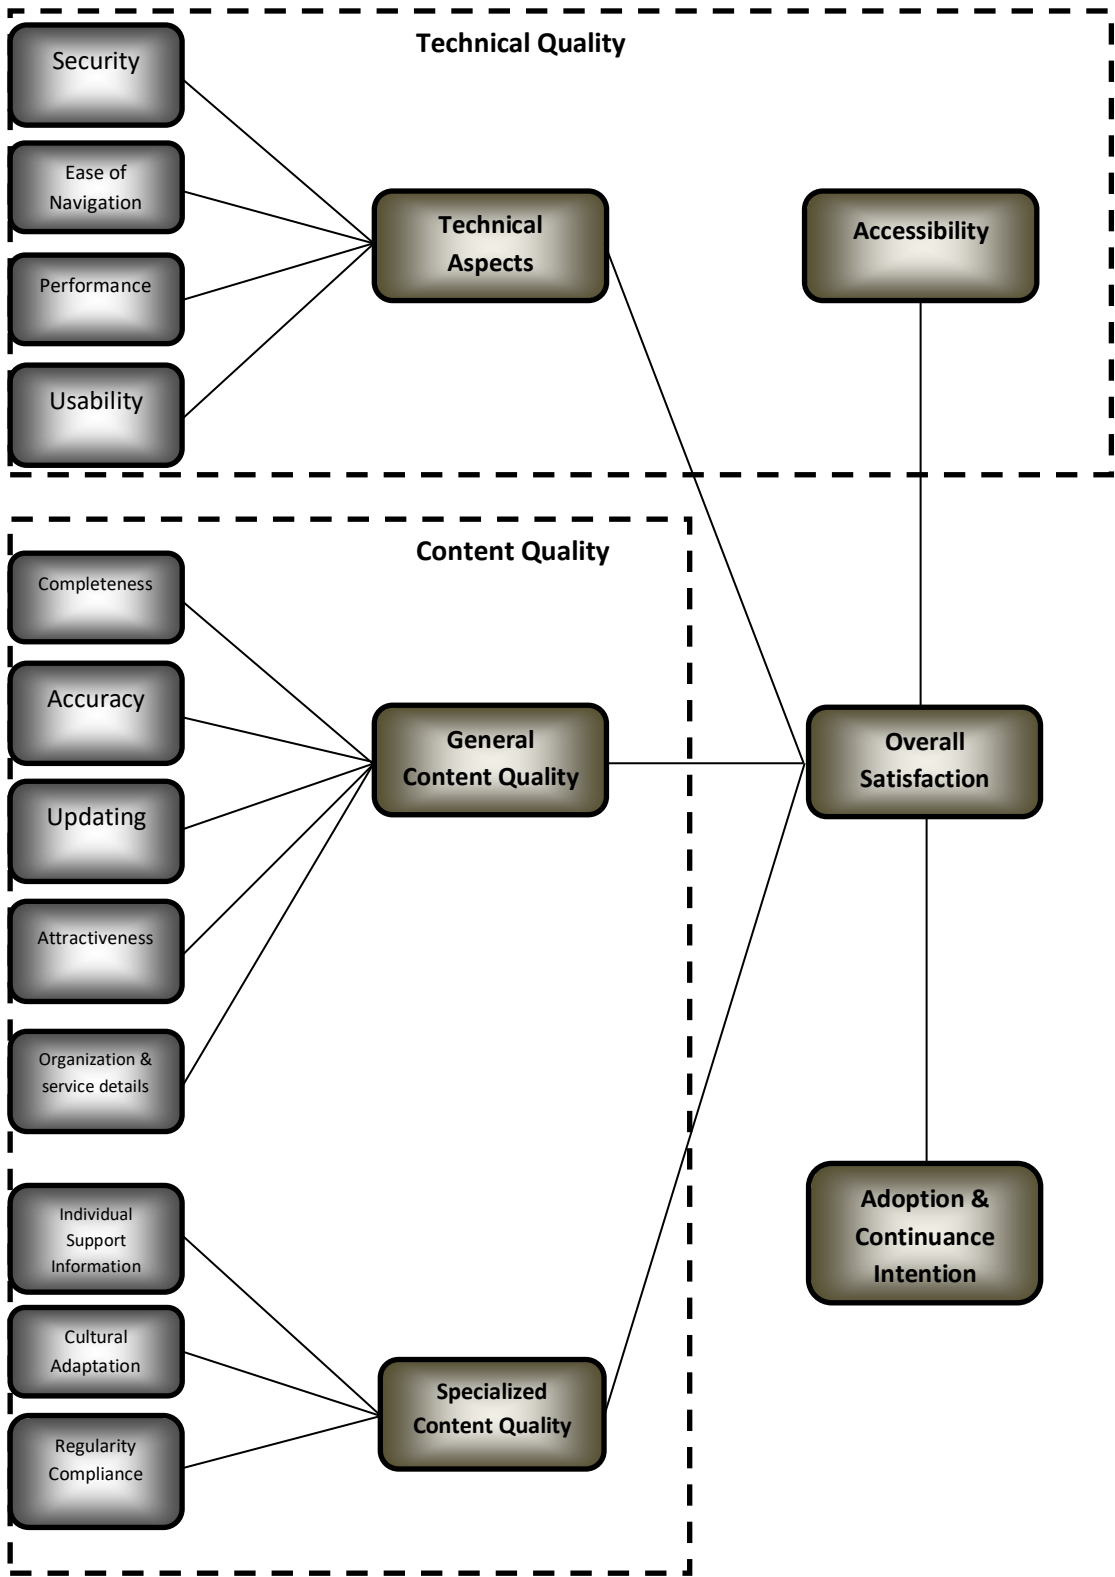 Technical Quality
Security
Ease of
Navigation
Performance
Usability
Technical
Aspects
Accessibility
Content Quality
Completeness
Accuracy
Updating
Attractiveness
Organization &
service details
General
Content Quality
Overall
Satisfaction
Individual
Support
Information
Cultural
Adaptation
Regularity
Compliance
Specialized
Content Quality
Adoption &
Continuance
Intention